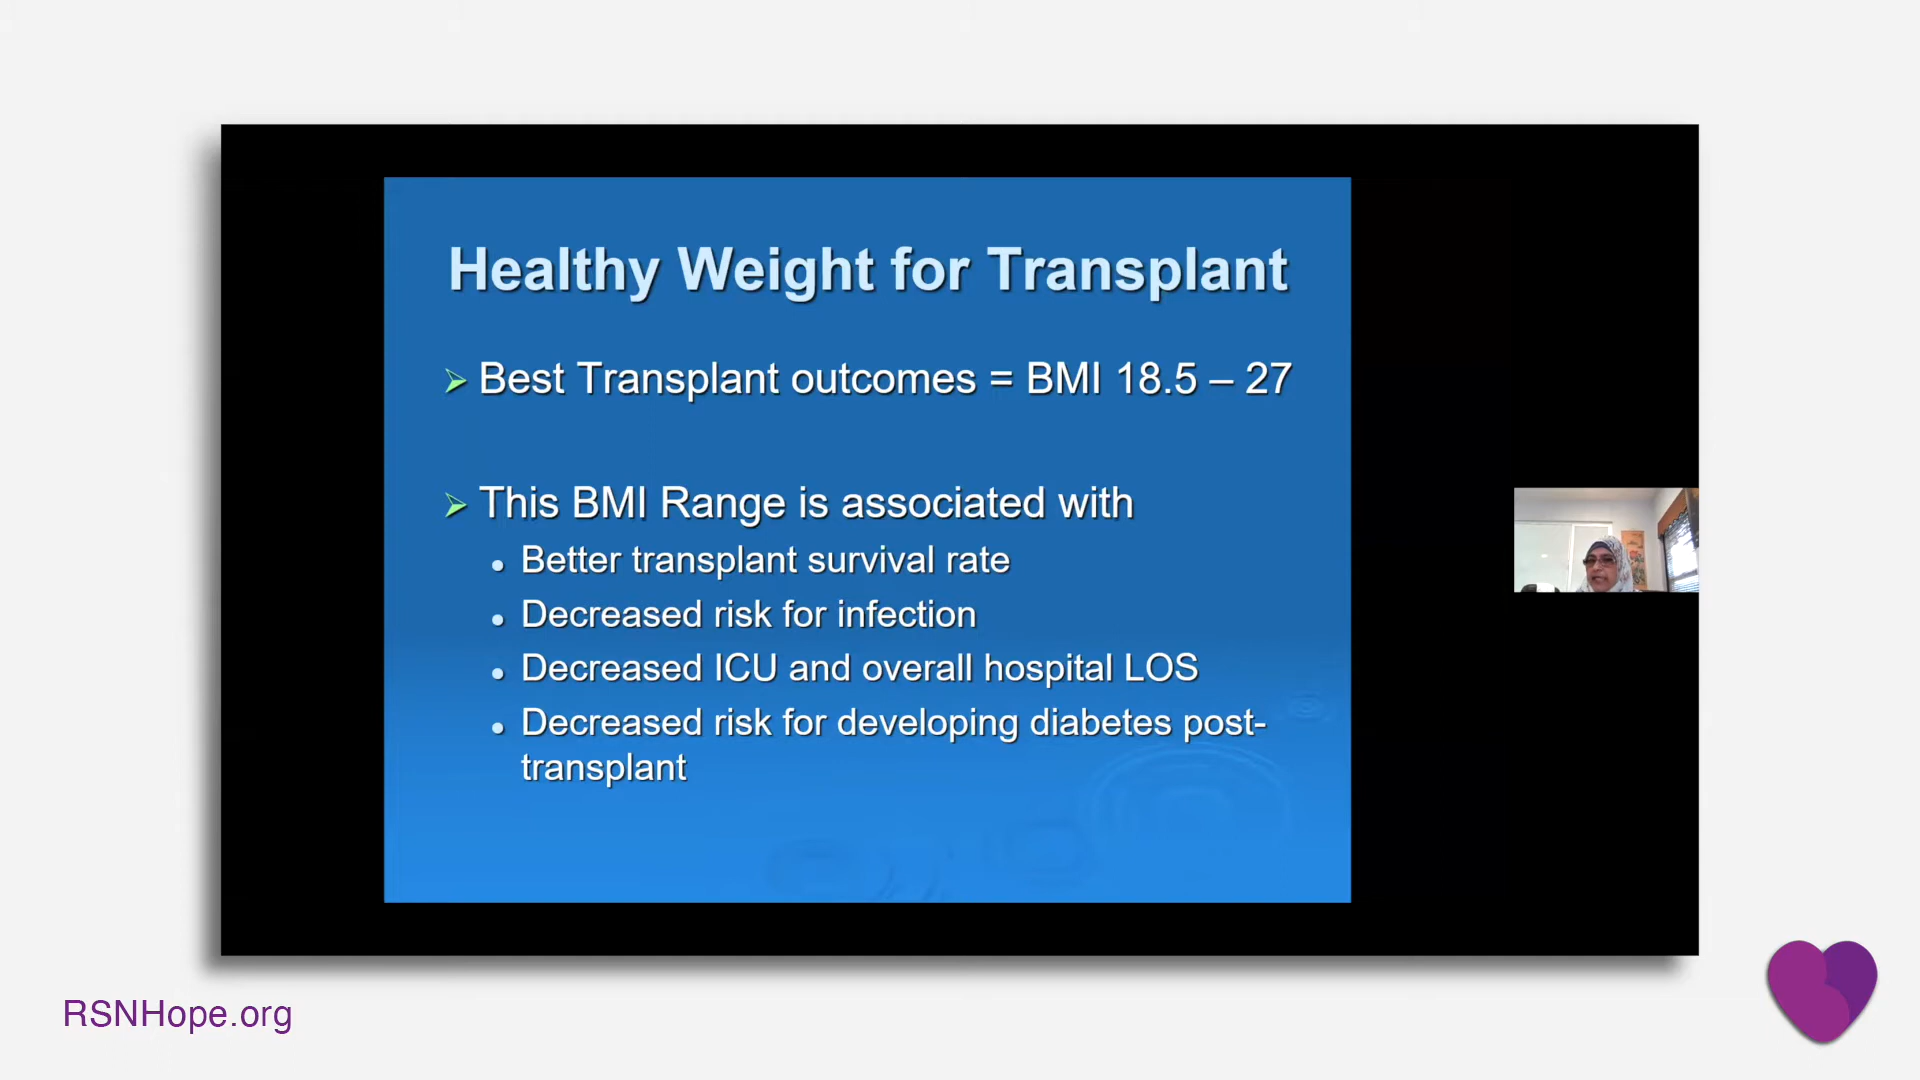 Healthy Weight for Transplant
Best Transplant outcomes = BMI 18.5 – 27
This BMI Range is associated with
Better transplant survival rate
Decreased risk for infection
Decreased ICU and overall hospital LOS
Decreased risk for developing diabetes post-
transplant
RSNHope.org